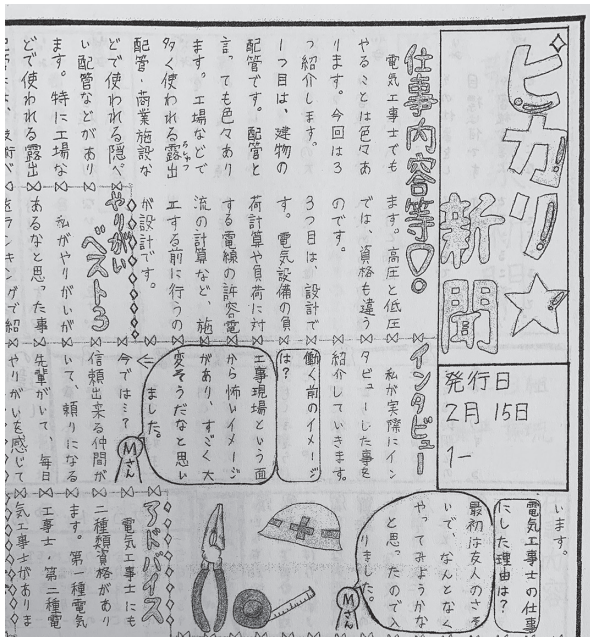 ピカリ☆
新聞
発行日
2月15日
1-
仕事内容等
電気工事士でも
やることは色々あ
ります。今回は3
つ紹介します。
1つ目は、建物の
配管です。配管と
言っても色々あり
ます。工場などで
多く使われる露出
ろしゅつ
配管・商業施設な
どで使われる隠ぺ
い配管などがあり
ます。特に工場な
どで使われる露出
ます。高圧と低圧
では、資格も違う
のです。
3つ目は、設計で
す。電気設備の負
荷計算や負荷に対
する電線の許容電
流の計算など、施
工する前に行うの
が設計です。
やりがい
ベスト3
私がやりがいが
あるなと思った事
をランキングで紹
インタビュー
私が実際にイン
タビューした事を
紹介していきます。
働く前のイメージ
は?
工事現場という面
から怖いイメージ
があり、すごく大
変そうだなと思い
ました。
Mさん
今では…?
信頼出来る仲間が
いて、頼りになる
先輩がいて、毎日
やりがいを感じて
います。
電気工事士の仕事
にした理由は?
最初は友人のさそ
いで、なんとなく
やってみようかな
と思ったので入
りました。
Mさん
アドバイス
電気工事士にも
二種類資格があり
ます。第一種電気
工事士・第二種電
気工事士がありま